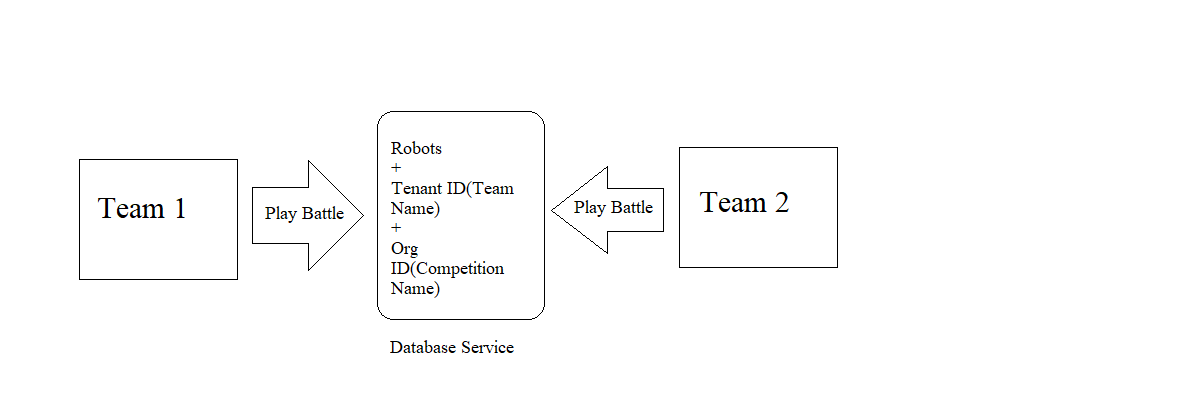 Team 1
Play Battle
Robots
+
Tenant ID(Team
Name)
+
Org
ID(Competition
Name)
Play Battle
Team 2
Database Service